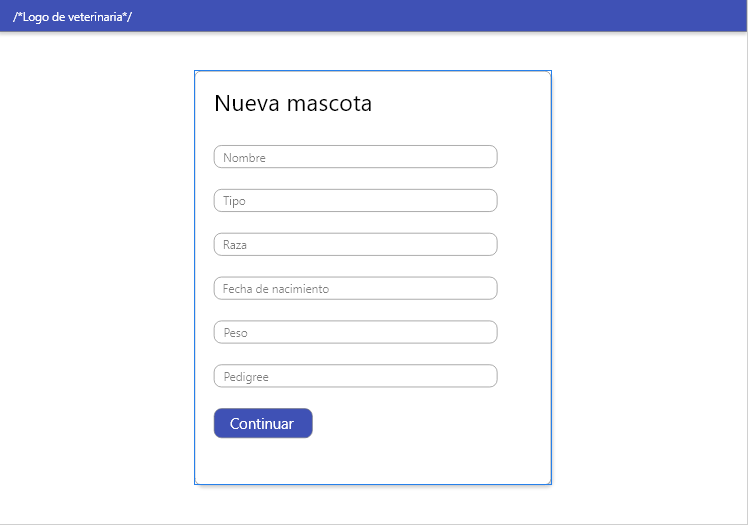 /*Logo de veterinaria*/
Nueva mascota
Nombre
Tipo
Raza
Fecha de nacimiento
Peso
Pedigree
Continuar